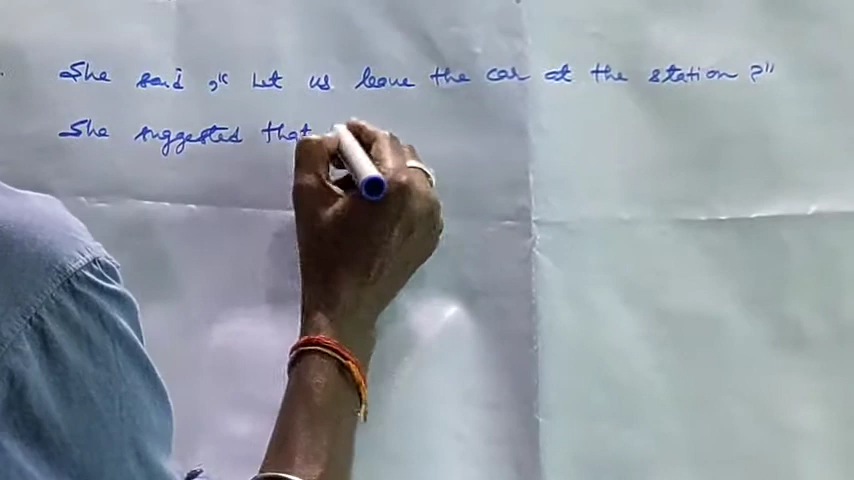 She said ," Let us leave the car at the station ?"
She suggested that